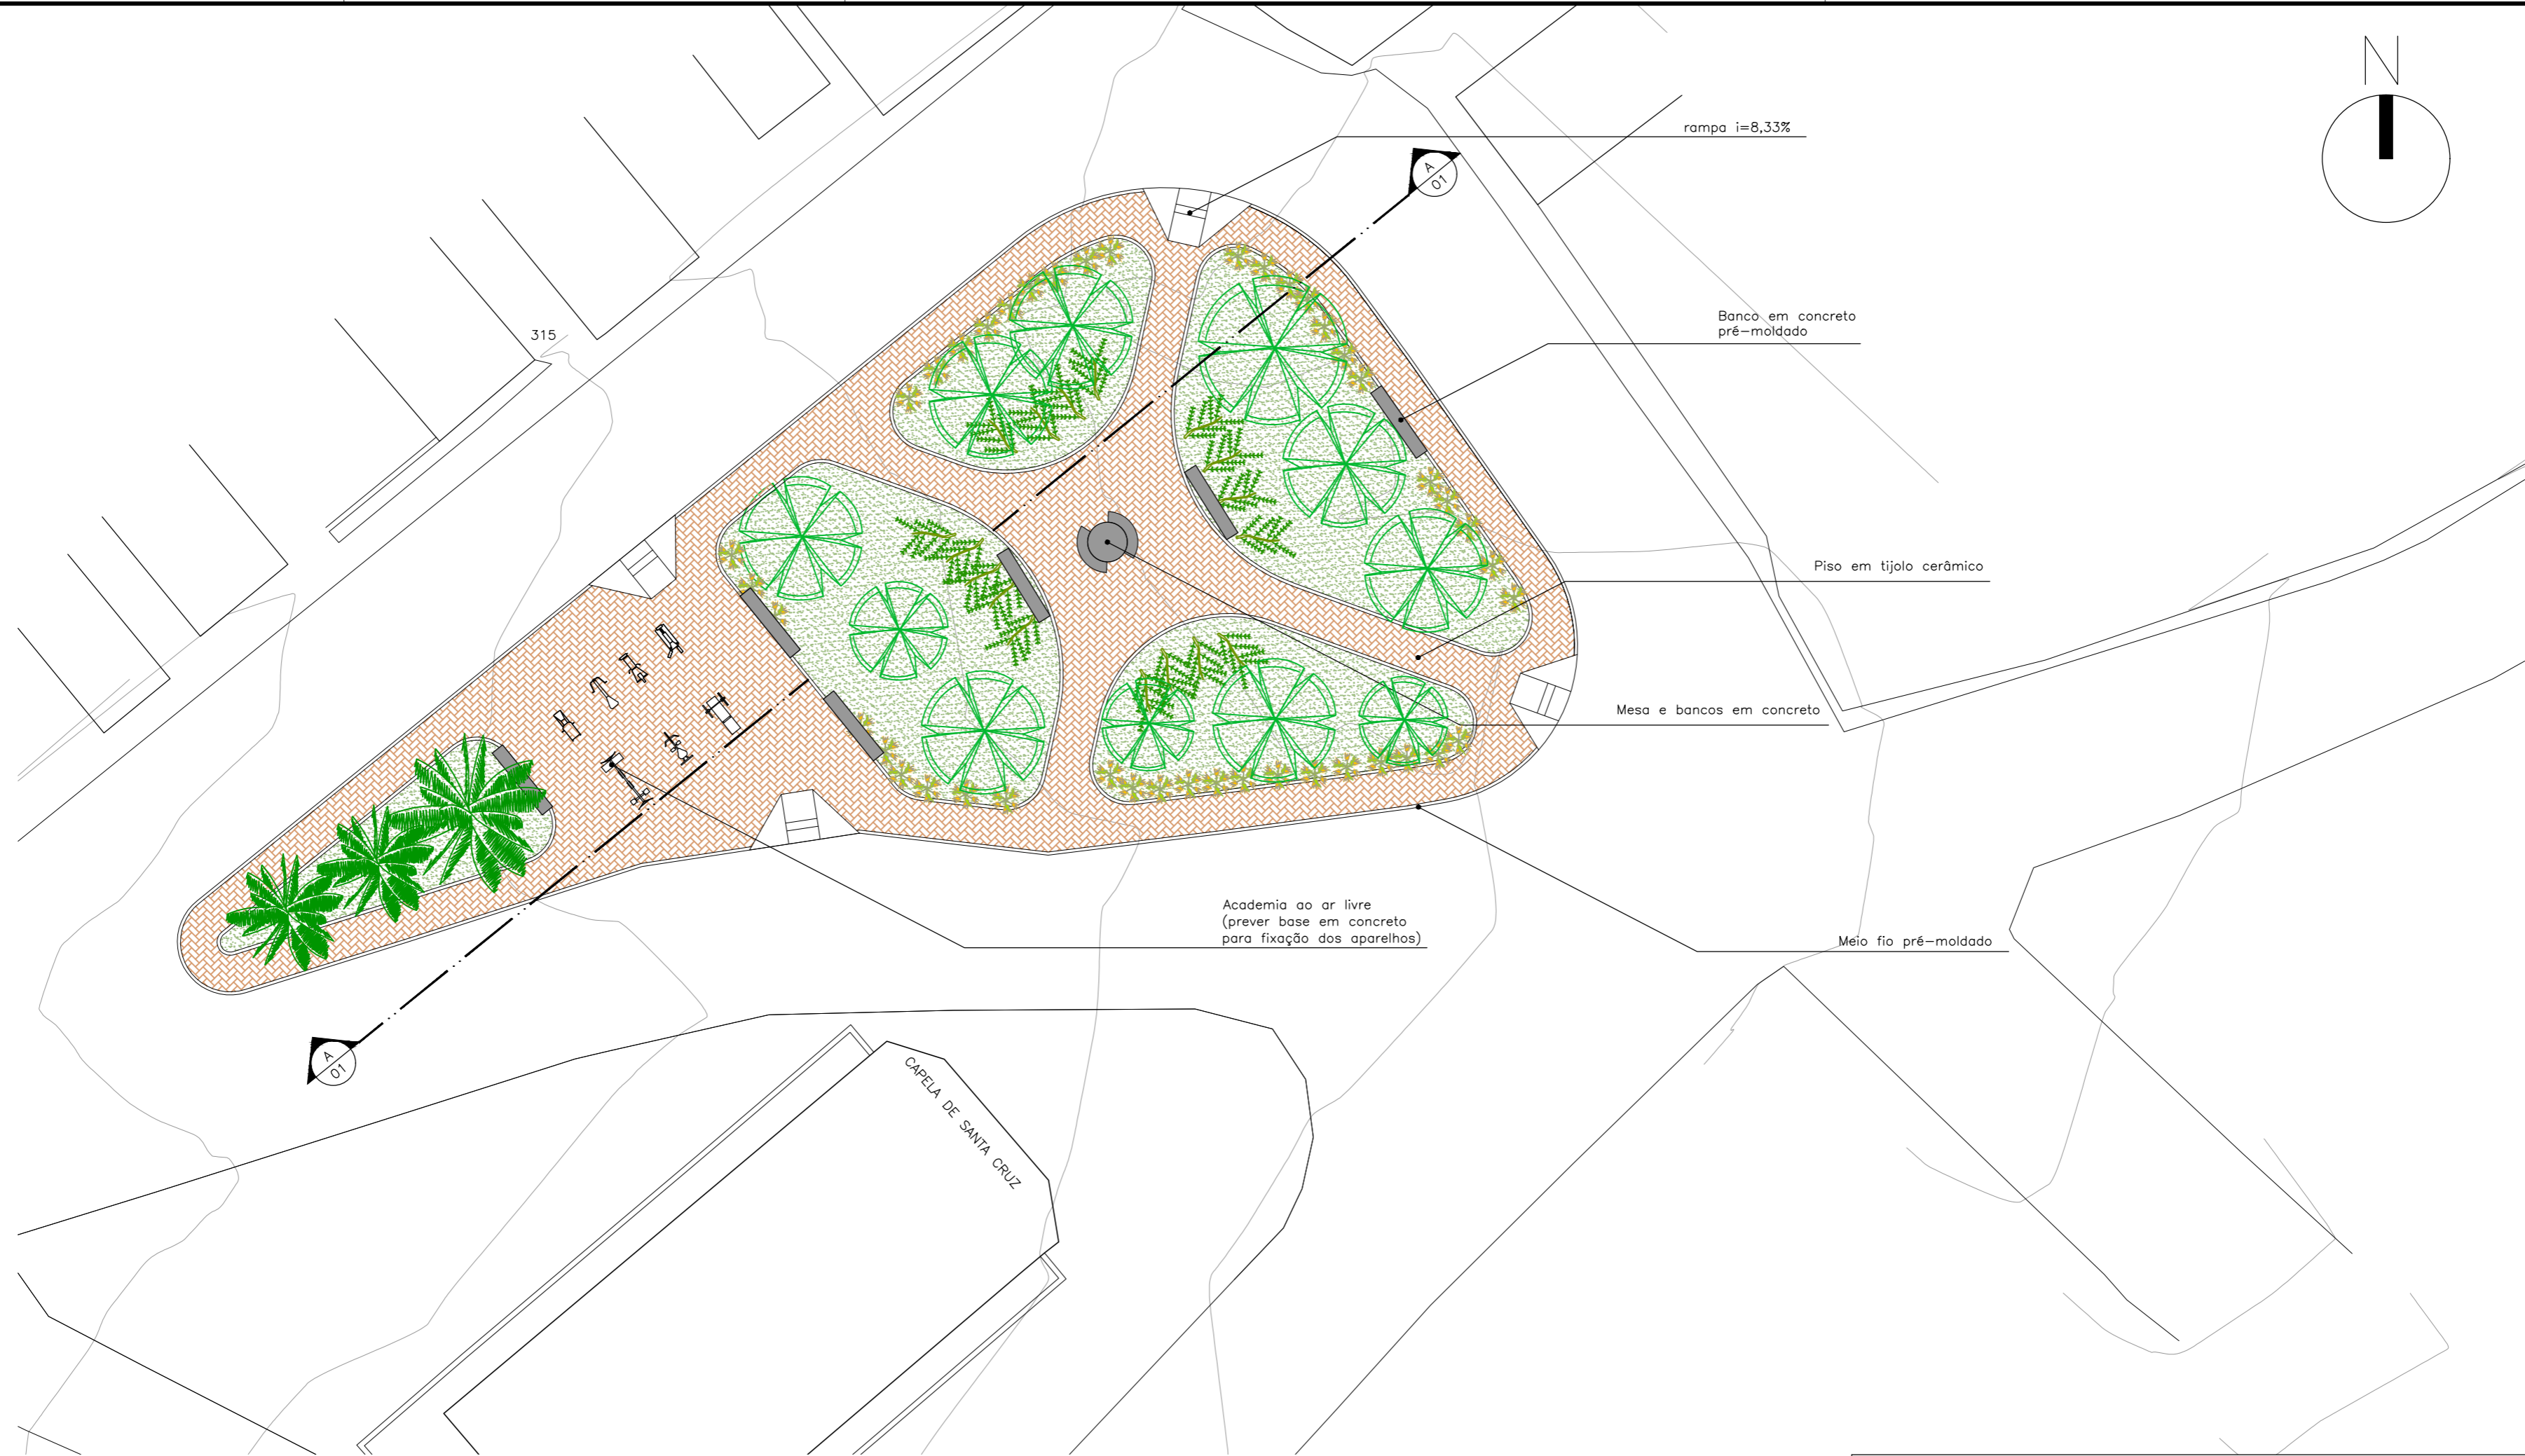 N
rampa i=8,33%
A
01
Banco em concreto
pré-moldado
315
Piso em tijolo cerâmico
Mesa e bancos em concreto
Academia ao ar livre
(prever base em concreto
para fixação dos aparelhos)
Meio fio pré-moldado
A
01
CAPELA DE SANTA CRUZ